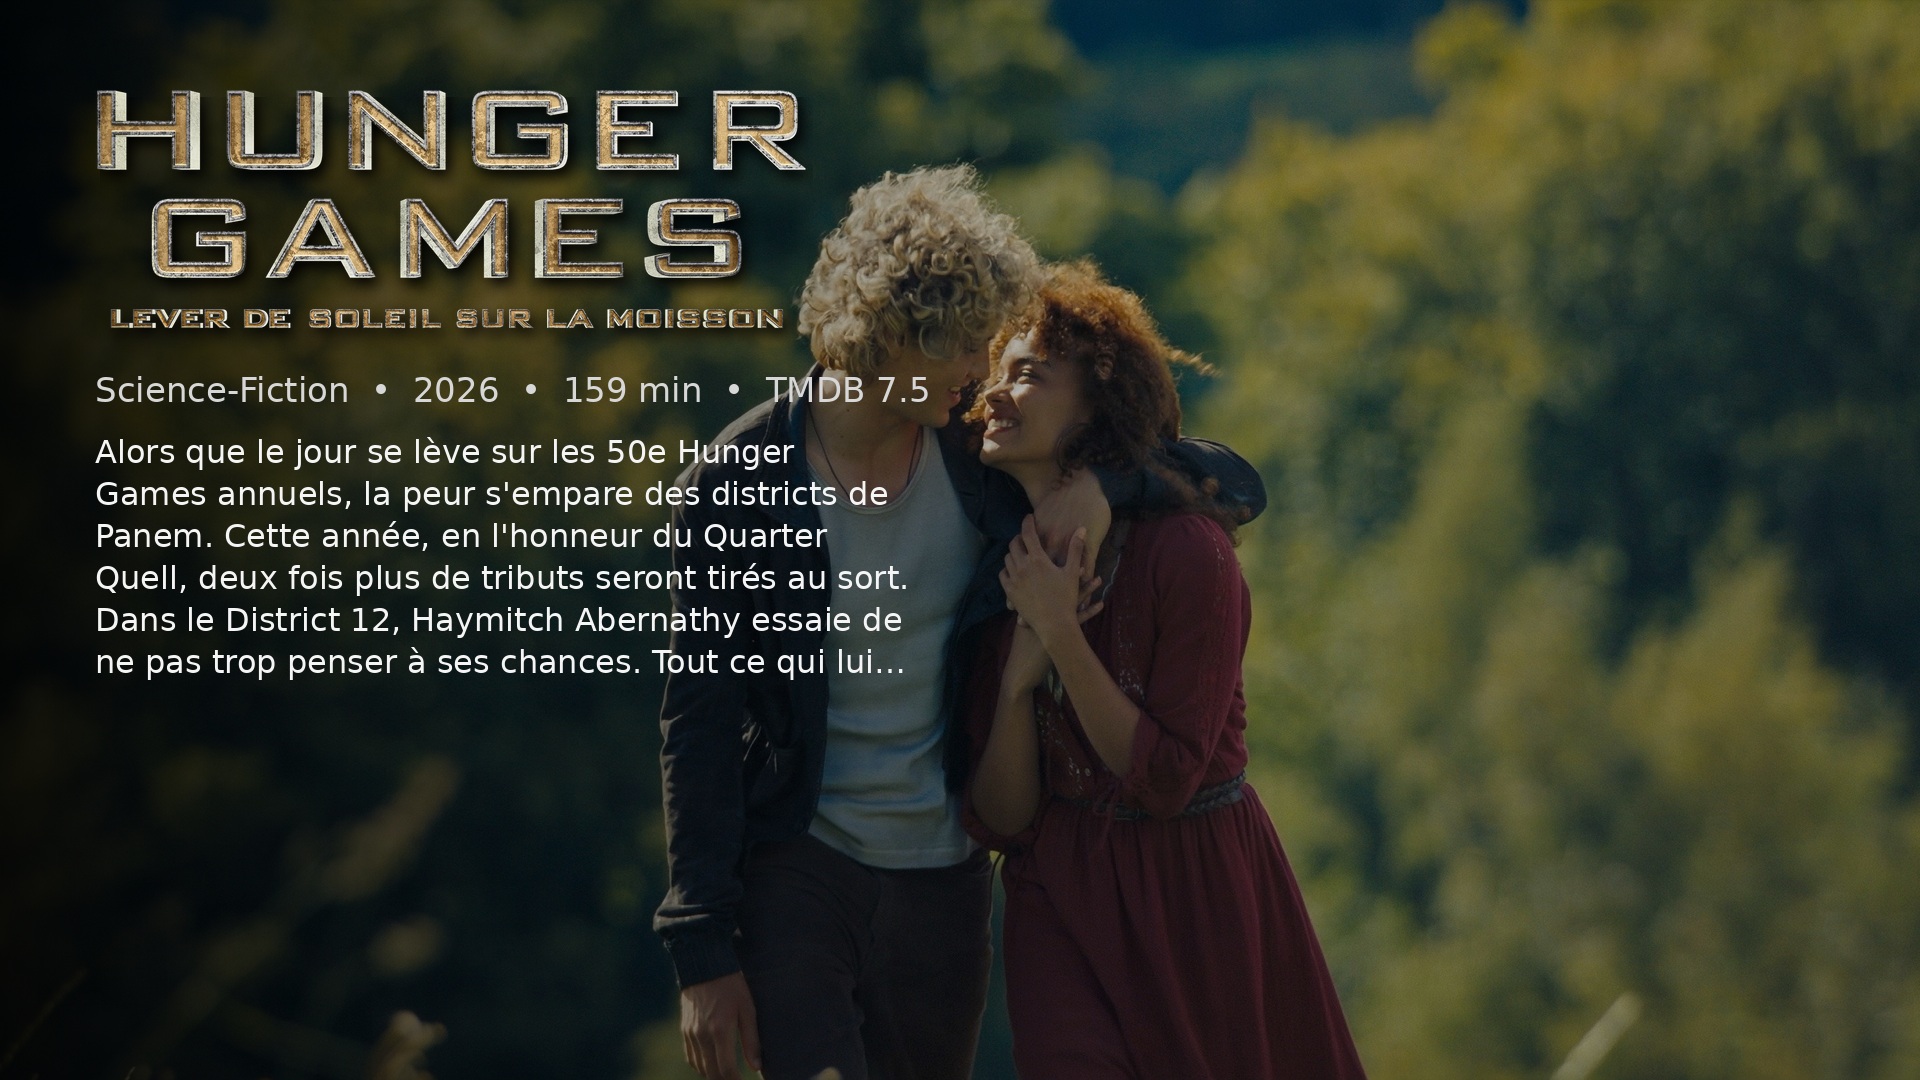 HUNGER
GAMES
LEVER DE SOLEIL SUR LA MOISSON
Science-Fiction • 2026 • 159 min • TMDB 7.5
Alors que le jour se lève sur les 50e Hunger
Games annuels, la peur s'empare des districts de
Panem. Cette année, en l'honneur du Quarter
Quell, deux fois plus de tributs seront tirés au sort.
Dans le District 12, Haymitch Abernathy essaie de
ne pas trop penser à ses chances. Tout ce qui lui...